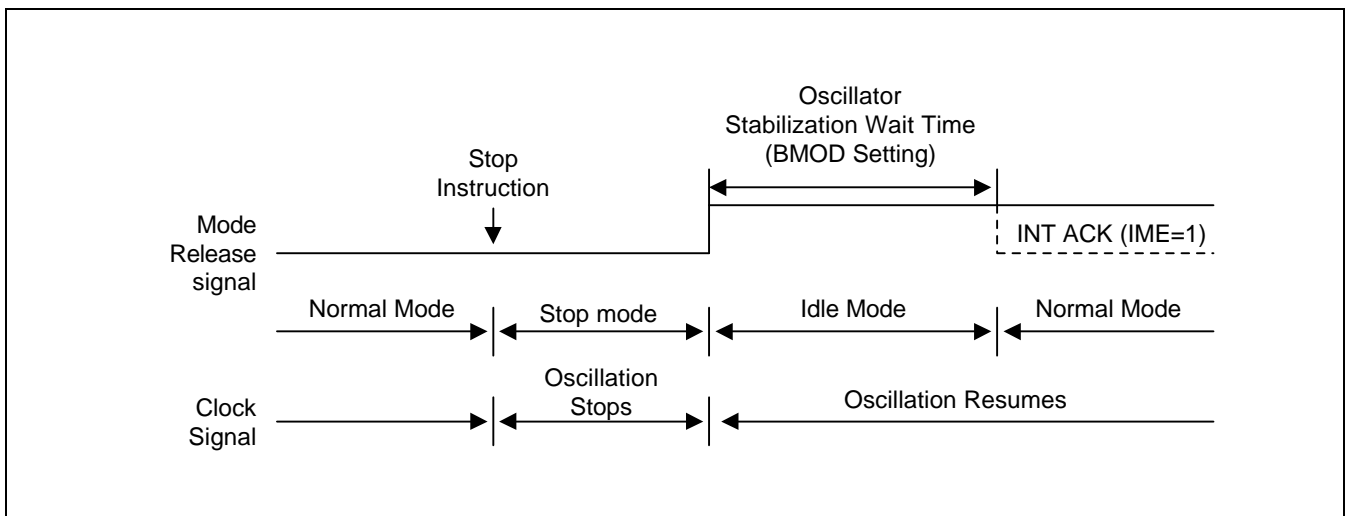 Oscillator
Stabilization Wait Time
(BMOD Setting)
Stop
Instruction
Mode
Release
signal
INT ACK (IME=1)
Normal Mode
Stop mode
Idle Mode
Normal Mode
Clock
Signal
Oscillation
Stops
Oscillation Resumes